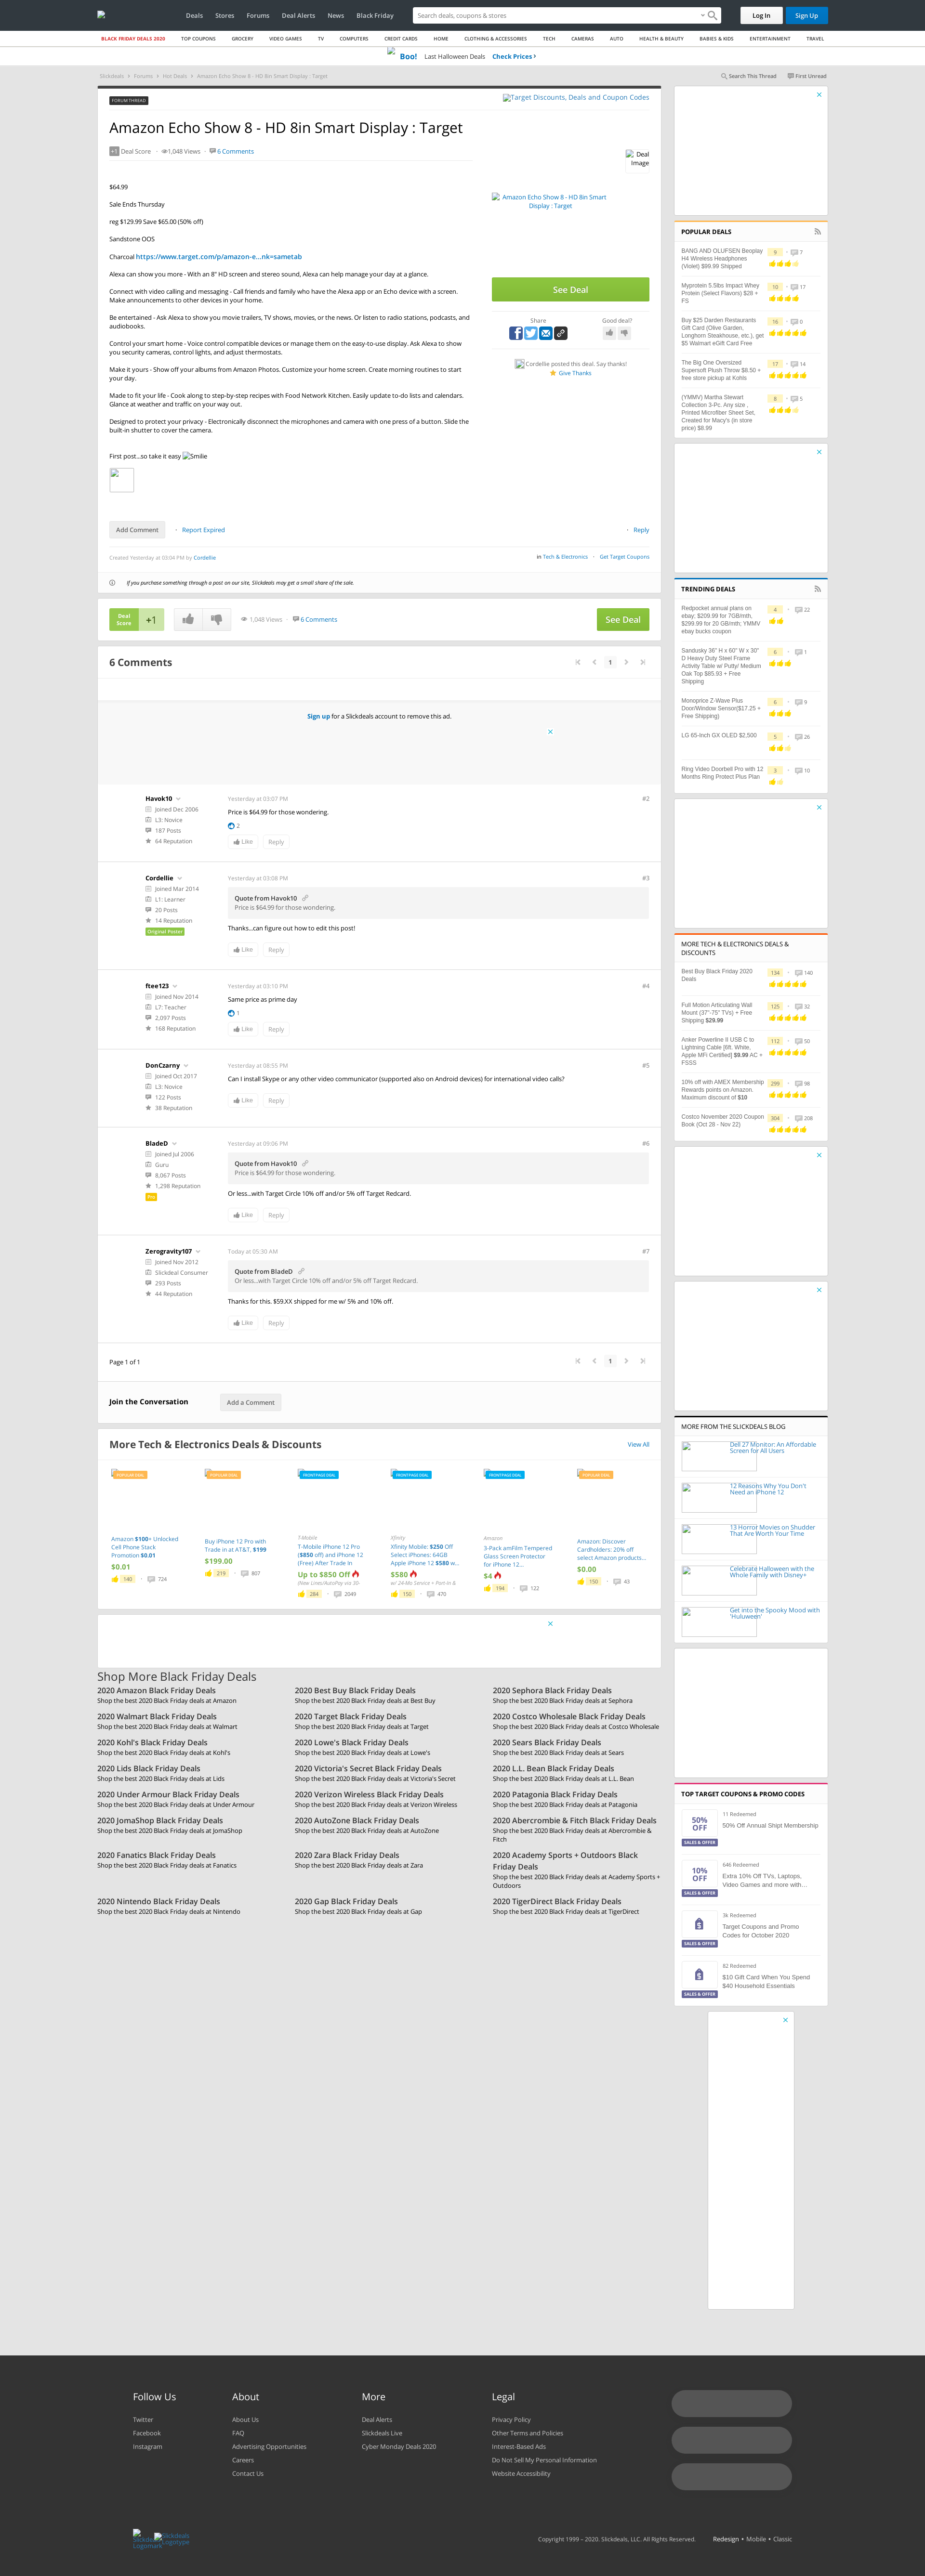 Deals Stores Forums Deal Alerts News Black Friday
Search deals, coupons & stores
Log In
Sign Up
BLACK FRIDAY DEALS 2020 TOP COUPONS GROCERY VIDEO GAMES TV COMPUTERS CREDIT CARDS HOME CLOTHING & ACCESSORIES TECH CAMERAS AUTO HEALTH & BEAUTY BABIES & KIDS ENTERTAINMENT TRAVEL
Boo! Last Halloween Deals Check Prices
Slickdeals Forums Hot Deals Amazon Echo Show 8 - HD 8in Smart Display : Target
Search This Thread First Unread
FORUM THREAD
Target Discounts, Deals and Coupon Codes
Amazon Echo Show 8 - HD 8in Smart Display : Target
+1 Deal Score 1,048 Views 6 Comments
Deal Image
$64.99
Sale Ends Thursday
reg $129.99 Save $65.00 (50% off)
Sandstone OOS
Charcoal https://www.target.com/p/amazon-e...nk=sametab
Alexa can show you more - With an 8" HD screen and stereo sound, Alexa can help manage your day at a glance.
Connect with video calling and messaging - Call friends and family who have the Alexa app or an Echo device with a screen. Make announcements to other devices in your home.
Be entertained - Ask Alexa to show you movie trailers, TV shows, movies, or the news. Or listen to radio stations, podcasts, and audiobooks.
Control your smart home - Voice control compatible devices or manage them on the easy-to-use display. Ask Alexa to show you security cameras, control lights, and adjust thermostats.
Make it yours - Show off your albums from Amazon Photos. Customize your home screen. Create morning routines to start your day.
Made to fit your life - Cook along to step-by-step recipes with Food Network Kitchen. Easily update to-do lists and calendars. Glance at weather and traffic on your way out.
Designed to protect your privacy - Electronically disconnect the microphones and camera with one press of a button. Slide the built-in shutter to cover the camera.
First post...so take it easy Smilie
Amazon Echo Show 8 - HD 8in Smart Display : Target
See Deal
Share
Good deal?
Cordellie posted this deal. Say thanks!
Give Thanks
Add Comment
Report Expired
Reply
Created Yesterday at 03:04 PM by Cordellie
in Tech & Electronics Get Target Coupons
If you purchase something through a post on our site, Slickdeals may get a small share of the sale.
Deal Score +1
1,048 Views 6 Comments
See Deal
6 Comments
1
Sign up for a Slickdeals account to remove this ad.
Havok10
Joined Dec 2006
L3: Novice
187 Posts
64 Reputation
Yesterday at 03:07 PM
#2
Price is $64.99 for those wondering.
2
Like Reply
Cordellie
Joined Mar 2014
L1: Learner
20 Posts
14 Reputation
Original Poster
Yesterday at 03:08 PM
#3
Quote from Havok10
Price is $64.99 for those wondering.
Thanks...can figure out how to edit this post!
Like Reply
ftee123
Joined Nov 2014
L7: Teacher
2,097 Posts
168 Reputation
Yesterday at 03:10 PM
#4
Same price as prime day
1
Like Reply
DonCzarny
Joined Oct 2017
L3: Novice
122 Posts
38 Reputation
Yesterday at 08:55 PM
#5
Can I install Skype or any other video communicator (supported also on Android devices) for international video calls?
Like Reply
BladeD
Joined Jul 2006
Guru
8,067 Posts
1,298 Reputation
Pro
Yesterday at 09:06 PM
#6
Quote from Havok10
Price is $64.99 for those wondering.
Or less...with Target Circle 10% off and/or 5% off Target Redcard.
Like Reply
Zerogravity107
Joined Nov 2012
Slickdeal Consumer
293 Posts
44 Reputation
Today at 05:30 AM
#7
Quote from BladeD
Or less...with Target Circle 10% off and/or 5% off Target Redcard.
Thanks for this. $59.XX shipped for me w/ 5% and 10% off.
Like Reply
Page 1 of 1
1
Join the Conversation
Add a Comment
More Tech & Electronics Deals & Discounts
View All
POPULAR DEAL
Amazon $100+ Unlocked Cell Phone Stack Promotion $0.01
$0.01
140 724
POPULAR DEAL
Buy iPhone 12 Pro with Trade in at AT&T. $199
$199.00
219 807
FRONTPAGE DEAL
T-Mobile
T-Mobile iPhone 12 Pro ($850 off) and iPhone 12 (Free) After Trade In
Up to $850 Off
(New Lines/AutoPay via 30-
284 2049
FRONTPAGE DEAL
Xfinity
Xfinity Mobile: $250 Off Select iPhones: 64GB Apple iPhone 12 $580 w...
$580
w/ 24-Mo Service + Port-In &
150 470
FRONTPAGE DEAL
Amazon
3-Pack amFilm Tempered Glass Screen Protector for iPhone 12...
$4
194 122
POPULAR DEAL
Amazon: Discover Cardholders: 20% off select Amazon products...
$0.00
150 43
Shop More Black Friday Deals
2020 Amazon Black Friday Deals
Shop the best 2020 Black Friday deals at Amazon
2020 Best Buy Black Friday Deals
Shop the best 2020 Black Friday deals at Best Buy
2020 Sephora Black Friday Deals
Shop the best 2020 Black Friday deals at Sephora
2020 Walmart Black Friday Deals
Shop the best 2020 Black Friday deals at Walmart
2020 Target Black Friday Deals
Shop the best 2020 Black Friday deals at Target
2020 Costco Wholesale Black Friday Deals
Shop the best 2020 Black Friday deals at Costco Wholesale
2020 Kohl's Black Friday Deals
Shop the best 2020 Black Friday deals at Kohl's
2020 Lowe's Black Friday Deals
Shop the best 2020 Black Friday deals at Lowe's
2020 Sears Black Friday Deals
Shop the best 2020 Black Friday deals at Sears
2020 Lids Black Friday Deals
Shop the best 2020 Black Friday deals at Lids
2020 Victoria's Secret Black Friday Deals
Shop the best 2020 Black Friday deals at Victoria's Secret
2020 L.L. Bean Black Friday Deals
Shop the best 2020 Black Friday deals at L.L. Bean
2020 Under Armour Black Friday Deals
Shop the best 2020 Black Friday deals at Under Armour
2020 Verizon Wireless Black Friday Deals
Shop the best 2020 Black Friday deals at Verizon Wireless
2020 Patagonia Black Friday Deals
Shop the best 2020 Black Friday deals at Patagonia
2020 JomaShop Black Friday Deals
Shop the best 2020 Black Friday deals at JomaShop
2020 AutoZone Black Friday Deals
Shop the best 2020 Black Friday deals at AutoZone
2020 Abercrombie & Fitch Black Friday Deals
Shop the best 2020 Black Friday deals at Abercrombie & Fitch
2020 Fanatics Black Friday Deals
Shop the best 2020 Black Friday deals at Fanatics
2020 Zara Black Friday Deals
Shop the best 2020 Black Friday deals at Zara
2020 Academy Sports + Outdoors Black Friday Deals
Shop the best 2020 Black Friday deals at Academy Sports + Outdoors
2020 Nintendo Black Friday Deals
Shop the best 2020 Black Friday deals at Nintendo
2020 Gap Black Friday Deals
Shop the best 2020 Black Friday deals at Gap
2020 TigerDirect Black Friday Deals
Shop the best 2020 Black Friday deals at TigerDirect
POPULAR DEALS
BANG AND OLUFSEN Beoplay H4 Wireless Headphones (Violet) $99.99 Shipped
9 7
Myprotein 5.5lbs Impact Whey Protein (Select Flavors) $28 + FS
10 17
Buy $25 Darden Restaurants Gift Card (Olive Garden, Longhorn Steakhouse, etc.), get $5 Walmart eGift Card Free
16 0
The Big One Oversized Supersoft Plush Throw $8.50 + free store pickup at Kohls
17 14
(YMMV) Martha Stewart Collection 3-Pc. Any size , Printed Microfiber Sheet Set, Created for Macy's (in store price) $8.99
8 5
TRENDING DEALS
Redpocket annual plans on ebay; $209.99 for 7GB/mth, $299.99 for 20 GB/mth; YMMV ebay bucks coupon
4 22
Sandusky 36" H x 60" W x 30" D Heavy Duty Steel Frame Activity Table w/ Putty/ Medium Oak Top $85.93 + Free Shipping
6 1
Monoprice Z-Wave Plus Door/Window Sensor($17.25 + Free Shipping)
6 9
LG 65-Inch GX OLED $2,500
5 26
Ring Video Doorbell Pro with 12 Months Ring Protect Plus Plan
3 10
MORE TECH & ELECTRONICS DEALS & DISCOUNTS
Best Buy Black Friday 2020 Deals
134 140
Full Motion Articulating Wall Mount (37"-75" TVs) + Free Shipping $29.99
125 32
Anker Powerline II USB C to Lightning Cable [6ft, White, Apple MFi Certified] $9.99 AC + FSSS
112 50
10% off with AMEX Membership Rewards points on Amazon. Maximum discount of $10
299 98
Costco November 2020 Coupon Book (Oct 28 - Nov 22)
304 208
MORE FROM THE SLICKDEALS BLOG
Dell 27 Monitor: An Affordable Screen for All Users
12 Reasons Why You Don't Need an iPhone 12
13 Horror Movies on Shudder That Are Worth Your Time
Celebrate Halloween with the Whole Family with Disney+
Get into the Spooky Mood with 'Huluween'
TOP TARGET COUPONS & PROMO CODES
50% OFF
SALES & OFFER
11 Redeemed
50% Off Annual Shipt Membership
10% OFF
SALES & OFFER
646 Redeemed
Extra 10% Off TVs, Laptops, Video Games and more with...
SALES & OFFER
3k Redeemed
Target Coupons and Promo Codes for October 2020
SALES & OFFER
82 Redeemed
$10 Gift Card When You Spend $40 Household Essentials
Follow Us
Twitter
Facebook
Instagram
About
About Us
FAQ
Advertising Opportunities
Careers
Contact Us
More
Deal Alerts
Slickdeals Live
Cyber Monday Deals 2020
Legal
Privacy Policy
Other Terms and Policies
Interest-Based Ads
Do Not Sell My Personal Information
Website Accessibility
Slickdeals Logomark
Slickdeals Logotype
Copyright 1999 – 2020. Slickdeals, LLC. All Rights Reserved.
Redesign • Mobile • Classic